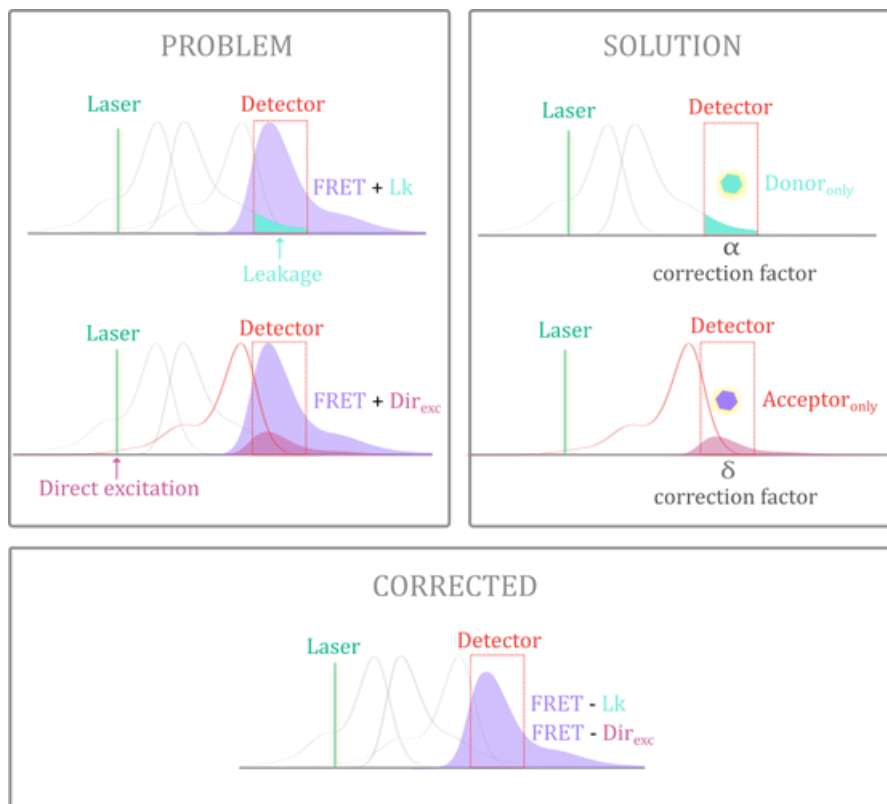 PROBLEM
Laser
Detector
FRET + Lk
Leakage
Laser
Detector
FRET + Direxc
Direct excitation
SOLUTION
Laser
Detector
Donoronly
α
correction factor
Laser
Detector
Acceptoronly
δ
correction factor
CORRECTED
Laser
Detector
FRET - Lk
FRET - Direxc